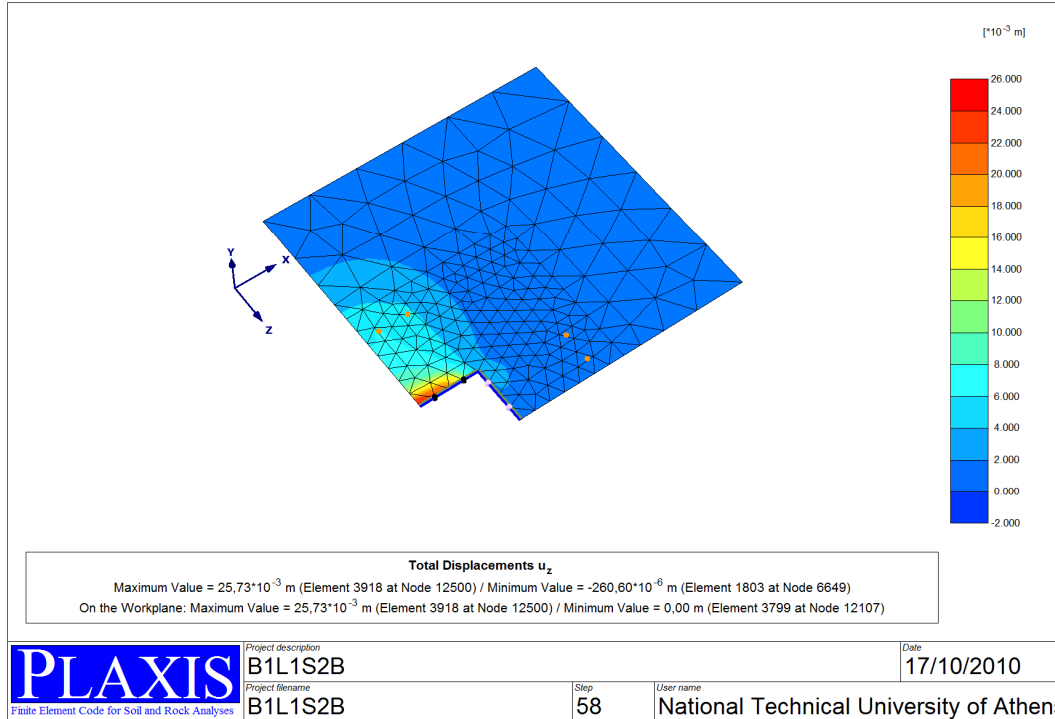 [*10-3 m]
26.000
24.000
22.000
20.000
18.000
16.000
14.000
12.000
10.000
8.000
6.000
4.000
2.000
0.000
-2.000
Y
X
Z
Total Displacements uz
Maximum Value = 25,73*10-3 m (Element 3918 at Node 12500) / Minimum Value = -260,60*10-6 m (Element 1803 at Node 6649)
On the Workplane: Maximum Value = 25,73*10-3 m (Element 3918 at Node 12500) / Minimum Value = 0,00 m (Element 3799 at Node 12107)
PLAXIS
Finite Element Code for Soil and Rock Analyses
Project description
B1L1S2B
Date
17/10/2010
Project filename
B1L1S2B
Step
58
User name
National Technical University of Athens